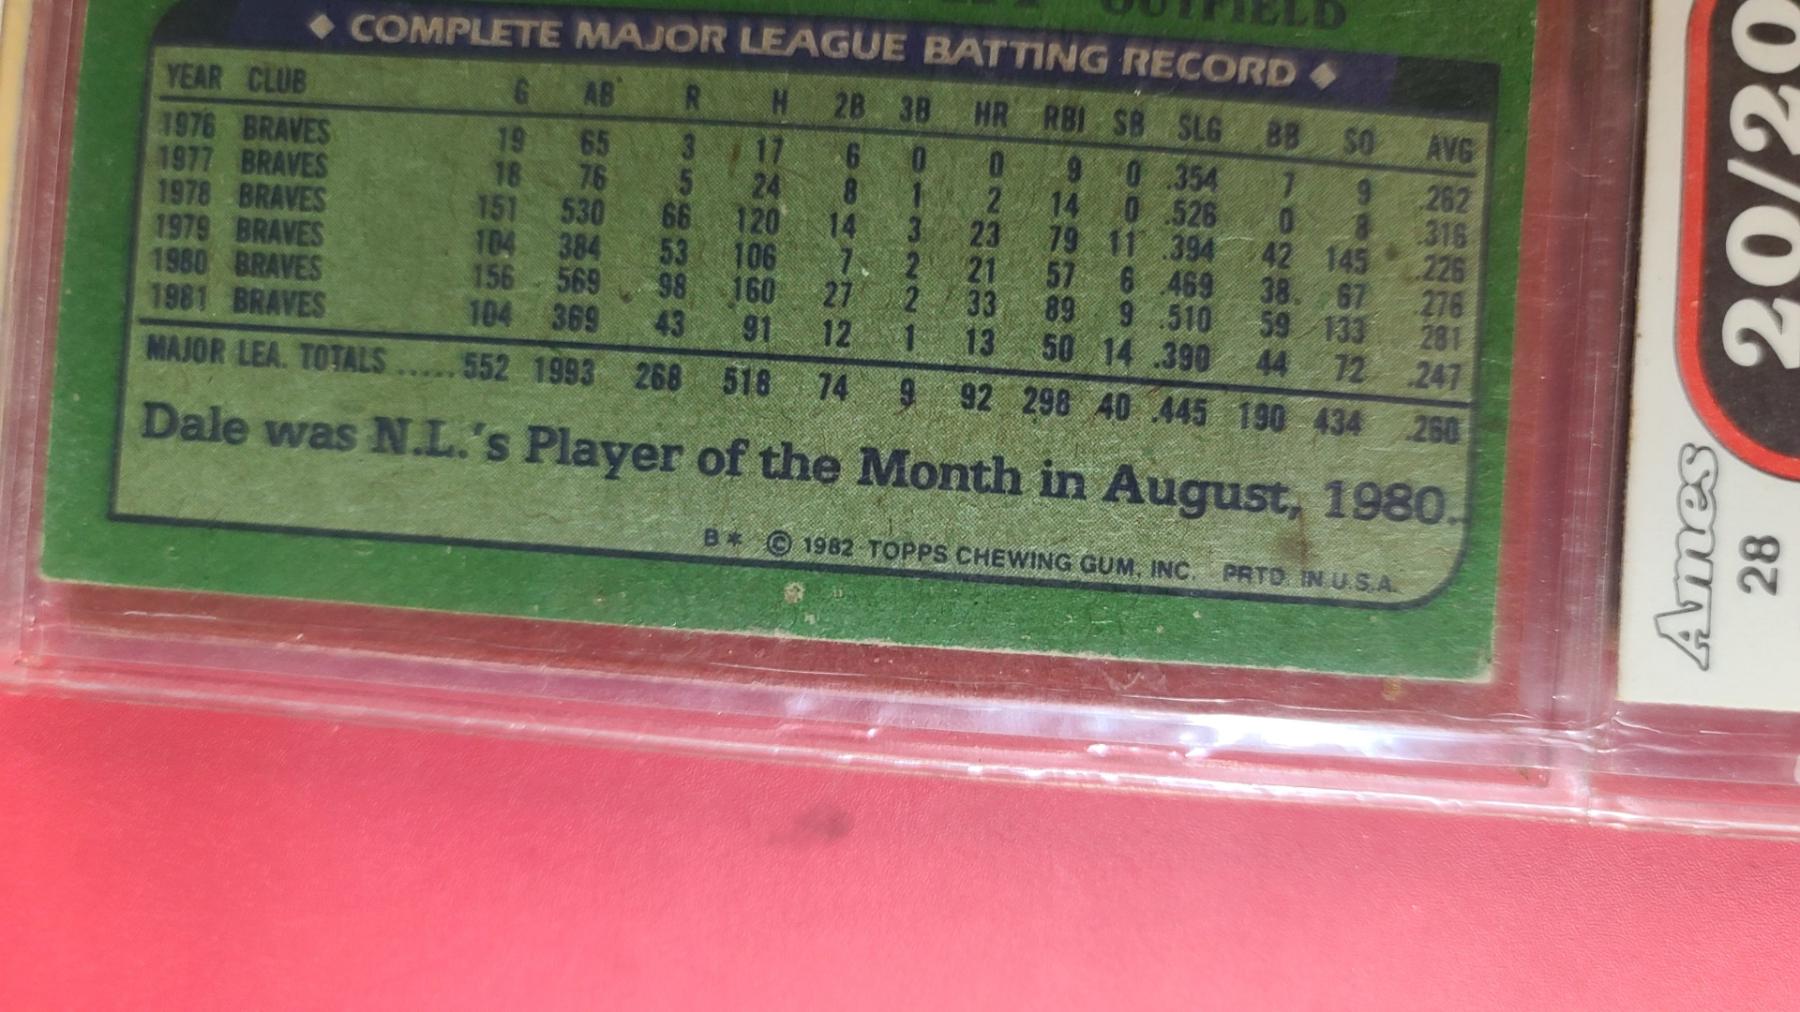 OUTFIELD
◆ COMPLETE MAJOR LEAGUE BATTING RECORD ◆
YEAR CLUB G AB R H 2B 3B HR RBI SB SLG BB SO AVG
1976 BRAVES 19 65 3 17 6 0 0 9 0 .354 7 9 .262
1977 BRAVES 18 76 5 24 8 1 2 14 0 .526 0 8 .316
1978 BRAVES 151 530 66 120 14 3 23 79 11 .394 42 145 .226
1979 BRAVES 104 384 53 106 7 2 21 57 6 .469 38 67 .276
1980 BRAVES 156 569 98 160 27 2 33 89 9 .510 59 133 .281
1981 BRAVES 104 369 43 91 12 1 13 50 14 .390 44 72 .247
MAJOR LEA. TOTALS ..... 552 1993 268 518 74 9 92 298 40 .445 190 434 .260
Dale was N.L.'s Player of the Month in August, 1980.
B* © 1982 TOPPS CHEWING GUM, INC. PRTD. IN U.S.A.
20/20
Ames
28